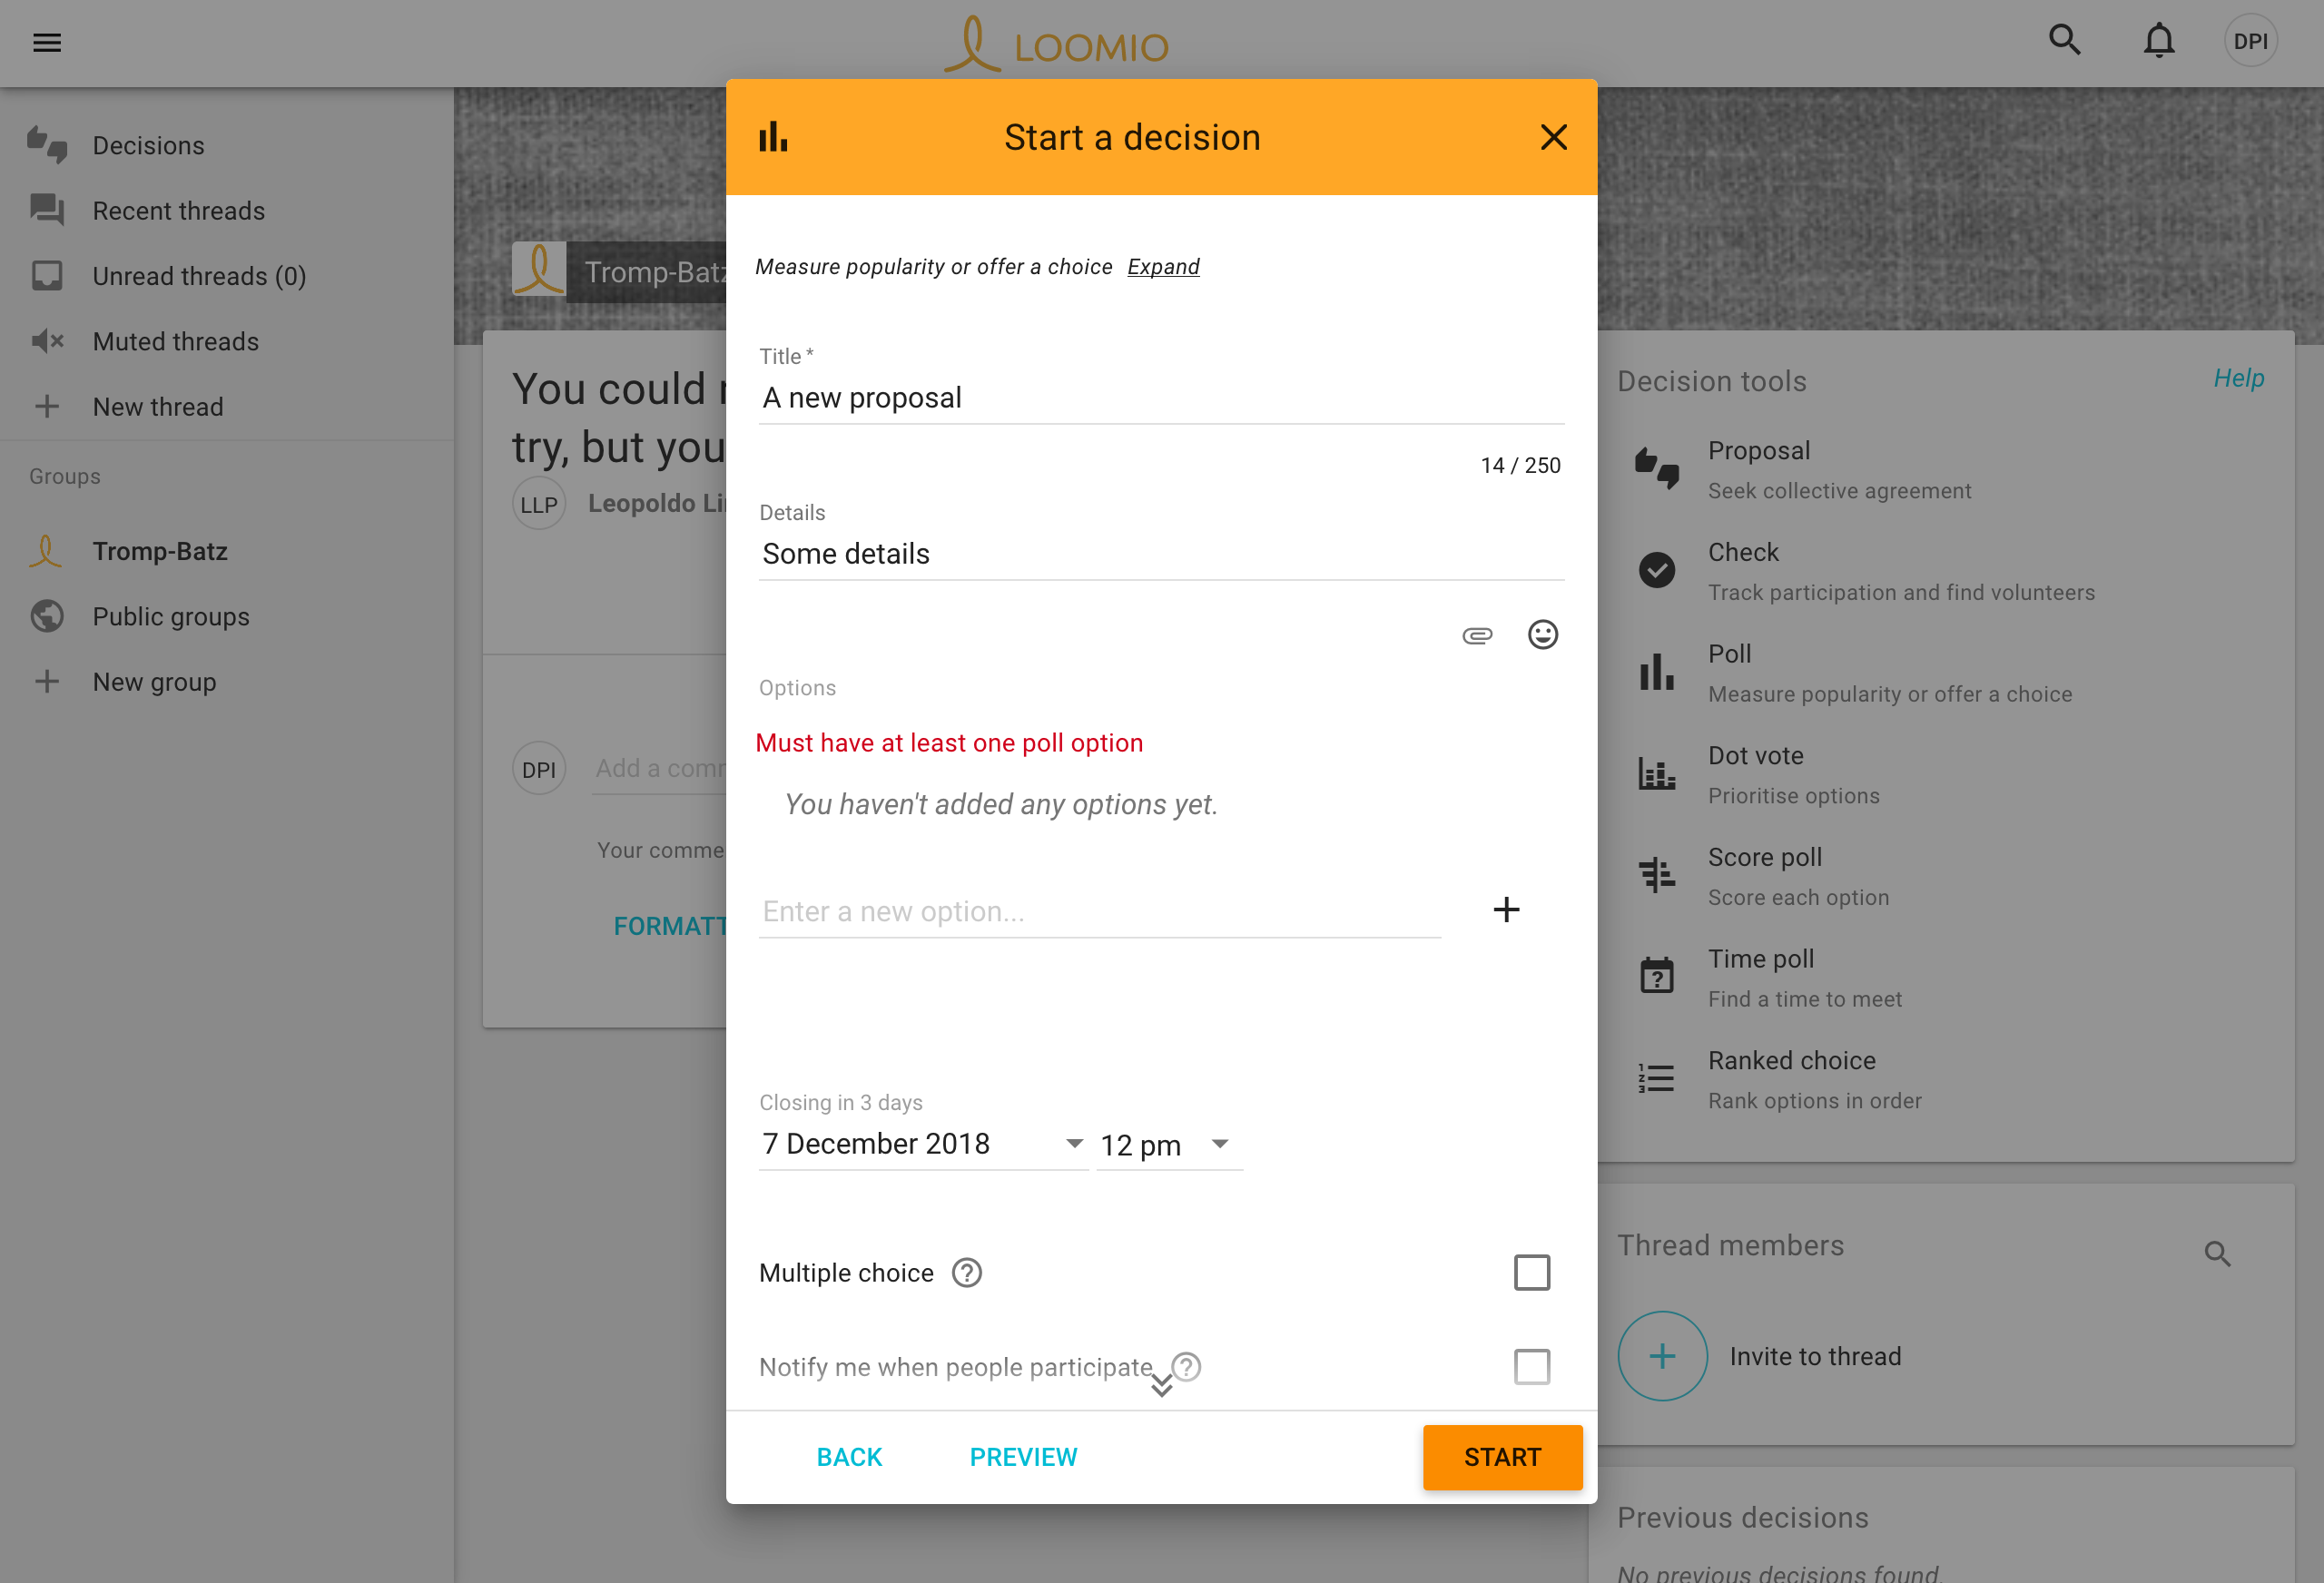 LOOMIO
DPI
Decisions
Recent threads
Unread threads (0)
Muted threads
New thread
Groups
Tromp-Batz
Public groups
New group
Tromp-Batz
You could
try, but you
LLP
Leopoldo
DPI
Add a
Your
Start a decision
Measure popularity or offer a choice Expand
Title *
A new proposal
14 / 250
Details
Some details
Options
Must have at least one poll option
You haven't added any options yet.
Enter a new option...
Closing in 3 days
7 December 2018
12 pm
Multiple choice
Notify me when people participate
BACK
PREVIEW
START
Decision tools
Help
Proposal
Seek collective agreement
Check
Track participation and find volunteers
Poll
Measure popularity or offer a choice
Dot vote
Prioritise options
Score poll
Score each option
Time poll
Find a time to meet
Ranked choice
Rank options in order
Thread members
Invite to thread
Previous decisions
No previous decisions found.